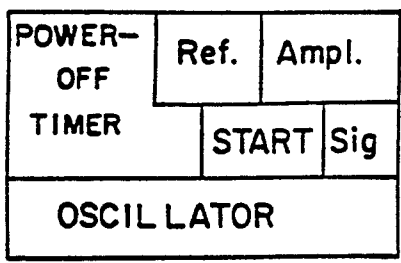 POWER-
OFF
TIMER
Ref.
Ampl.
START
Sig
OSCILLATOR